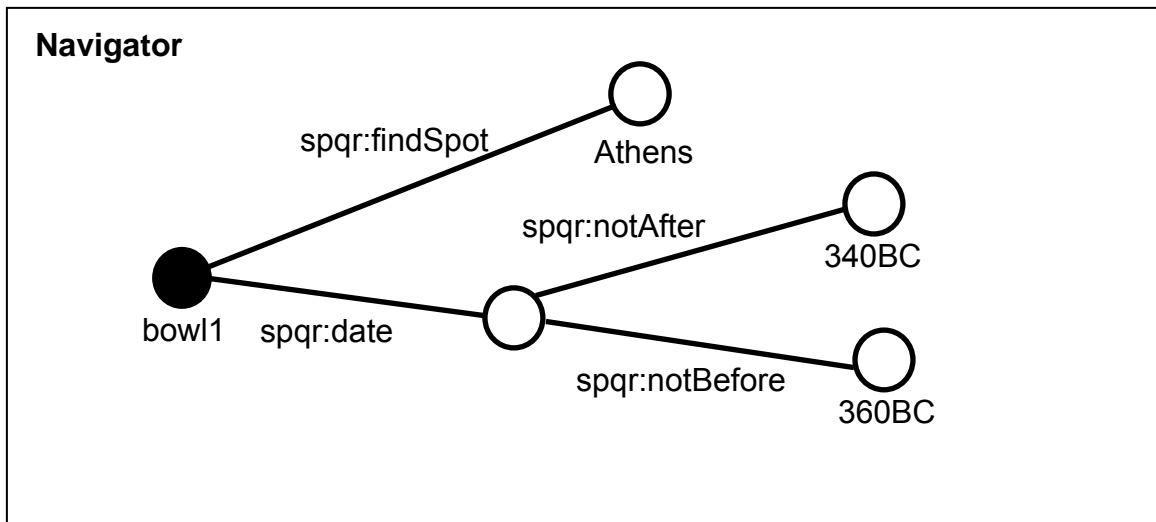 Navigator
spqr:findSpot
Athens
spqr:notAfter
340BC
bowl1
spqr:date
spqr:notBefore
360BC